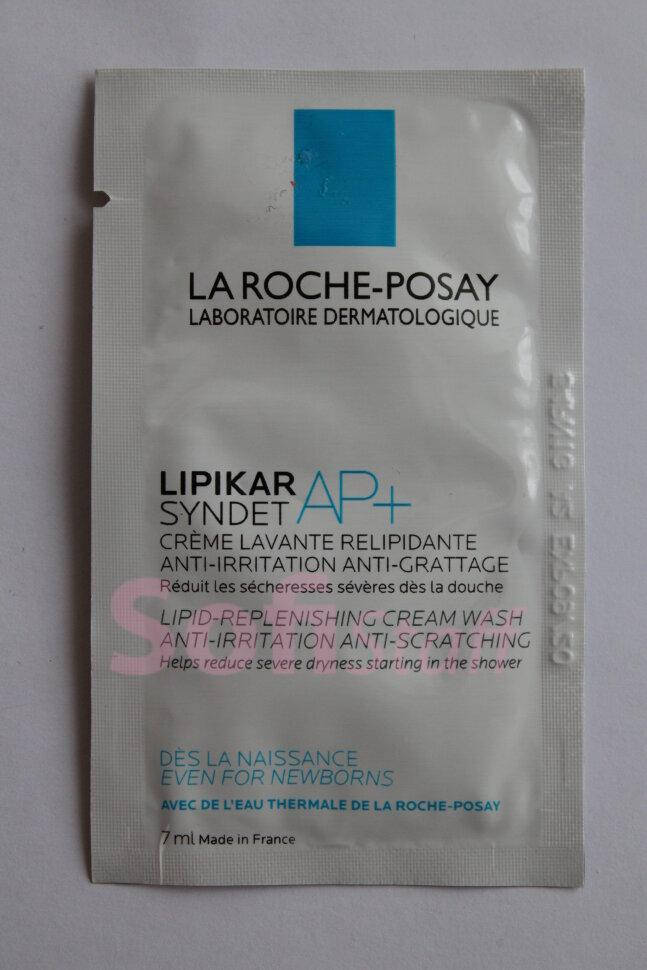 LA ROCHE-POSAY
LABORATOIRE DERMATOLOGIQUE
LIPIKAR
SYNDET AP+
CRÈME LAVANTE RELIPIDANTE
ANTI-IRRITATION ANTI-GRATTAGE
Réduit les sécheresses sévères dès la douche
LIPID-REPLENISHING CREAM WASH
ANTI-IRRITATION ANTI-SCRATCHING
Helps reduce severe dryness starting in the shower
DÈS LA NAISSANCE
EVEN FOR NEWBORNS
AVEC DE L'EAU THERMALE DE LA ROCHE-POSAY
7 ml Made in France